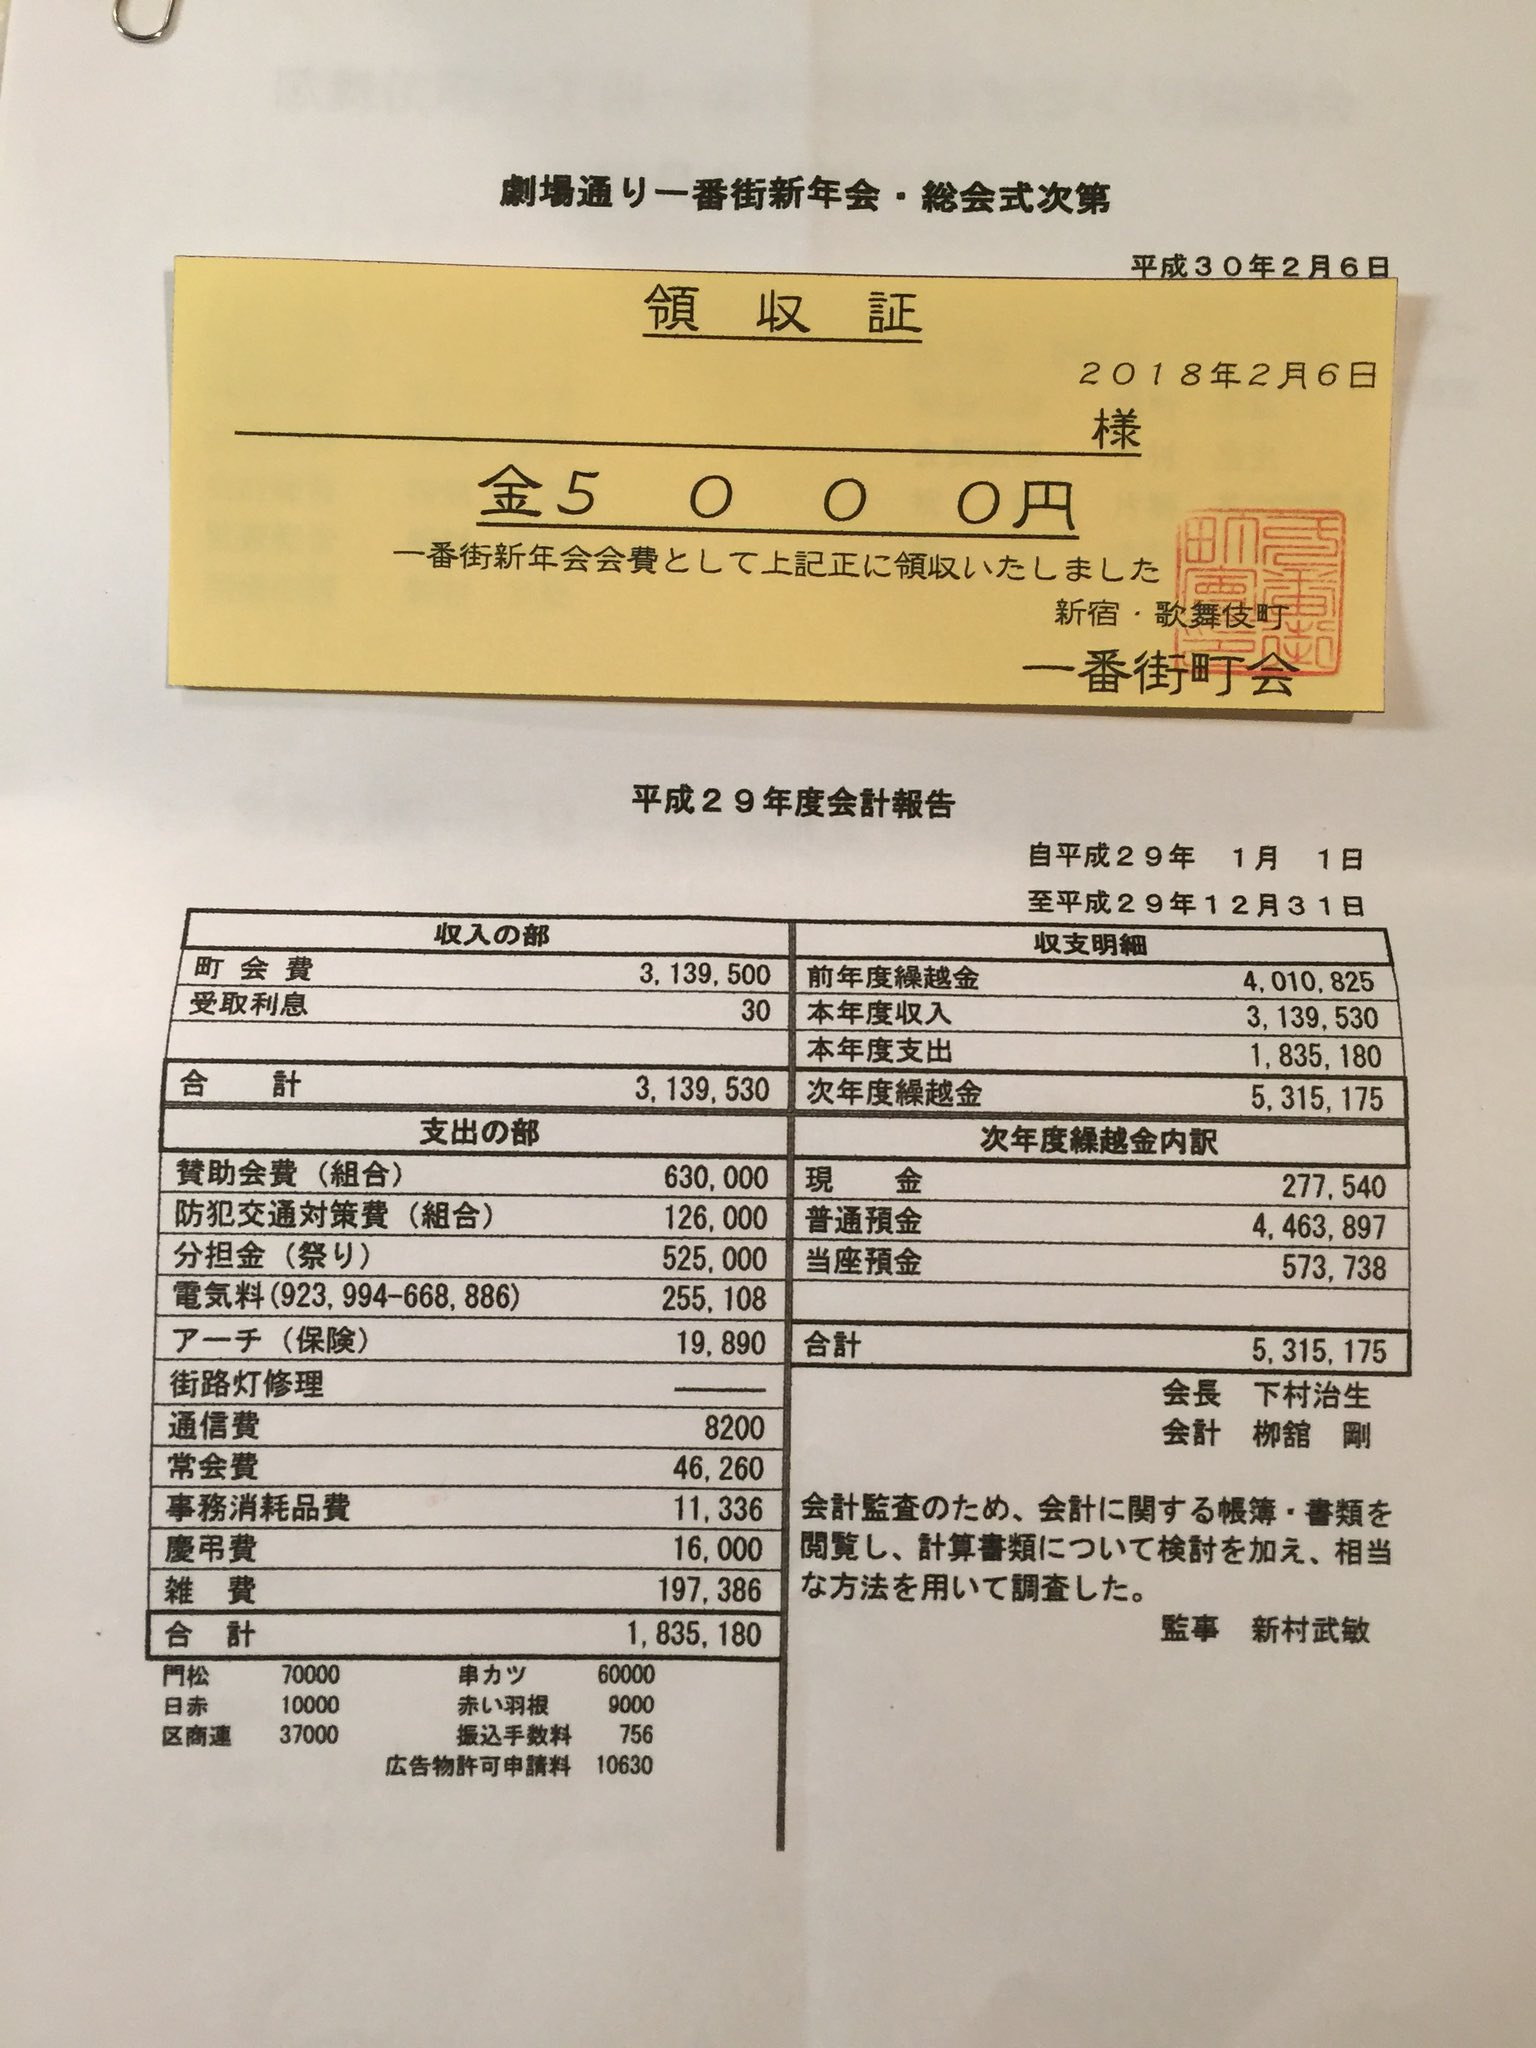 劇場通り一番街新年会・総会式次第
平成３０年２月６日
領　収　証
２０１８年２月６日
様
金５　０　０　０円
一番街新年会会費として上記正に領収いたしました
新宿・歌舞伎町
一番街町会
平成２９年度会計報告
自平成２９年　１月　１日
至平成２９年１２月３１日
収入の部
町 会 費　3,139,500
受取利息　30
合　計　3,139,530
支出の部
賛助会費（組合）　630,000
防犯交通対策費（組合）　126,000
分担金（祭り）　525,000
電気料(923,994-668,886)　255,108
アーチ（保険）　19,890
街路灯修理　———
通信費　8200
常会費　46,260
事務消耗品費　11,336
慶弔費　16,000
雑　費　197,386
合　計　1,835,180
門松　70000　串カツ　60000
日赤　10000　赤い羽根　9000
区商連　37000　振込手数料　756
広告物許可申請料　10630
収支明細
前年度繰越金　4,010,825
本年度収入　3,139,530
本年度支出　1,835,180
次年度繰越金　5,315,175
次年度繰越金内訳
現　金　277,540
普通預金　4,463,897
当座預金　573,738
合計　5,315,175
会長　下村治生
会計　栁舘　剛
会計監査のため、会計に関する帳簿・書類を
閲覧し、計算書類について検討を加え、相当
な方法を用いて調査した。
監事　新村武敏